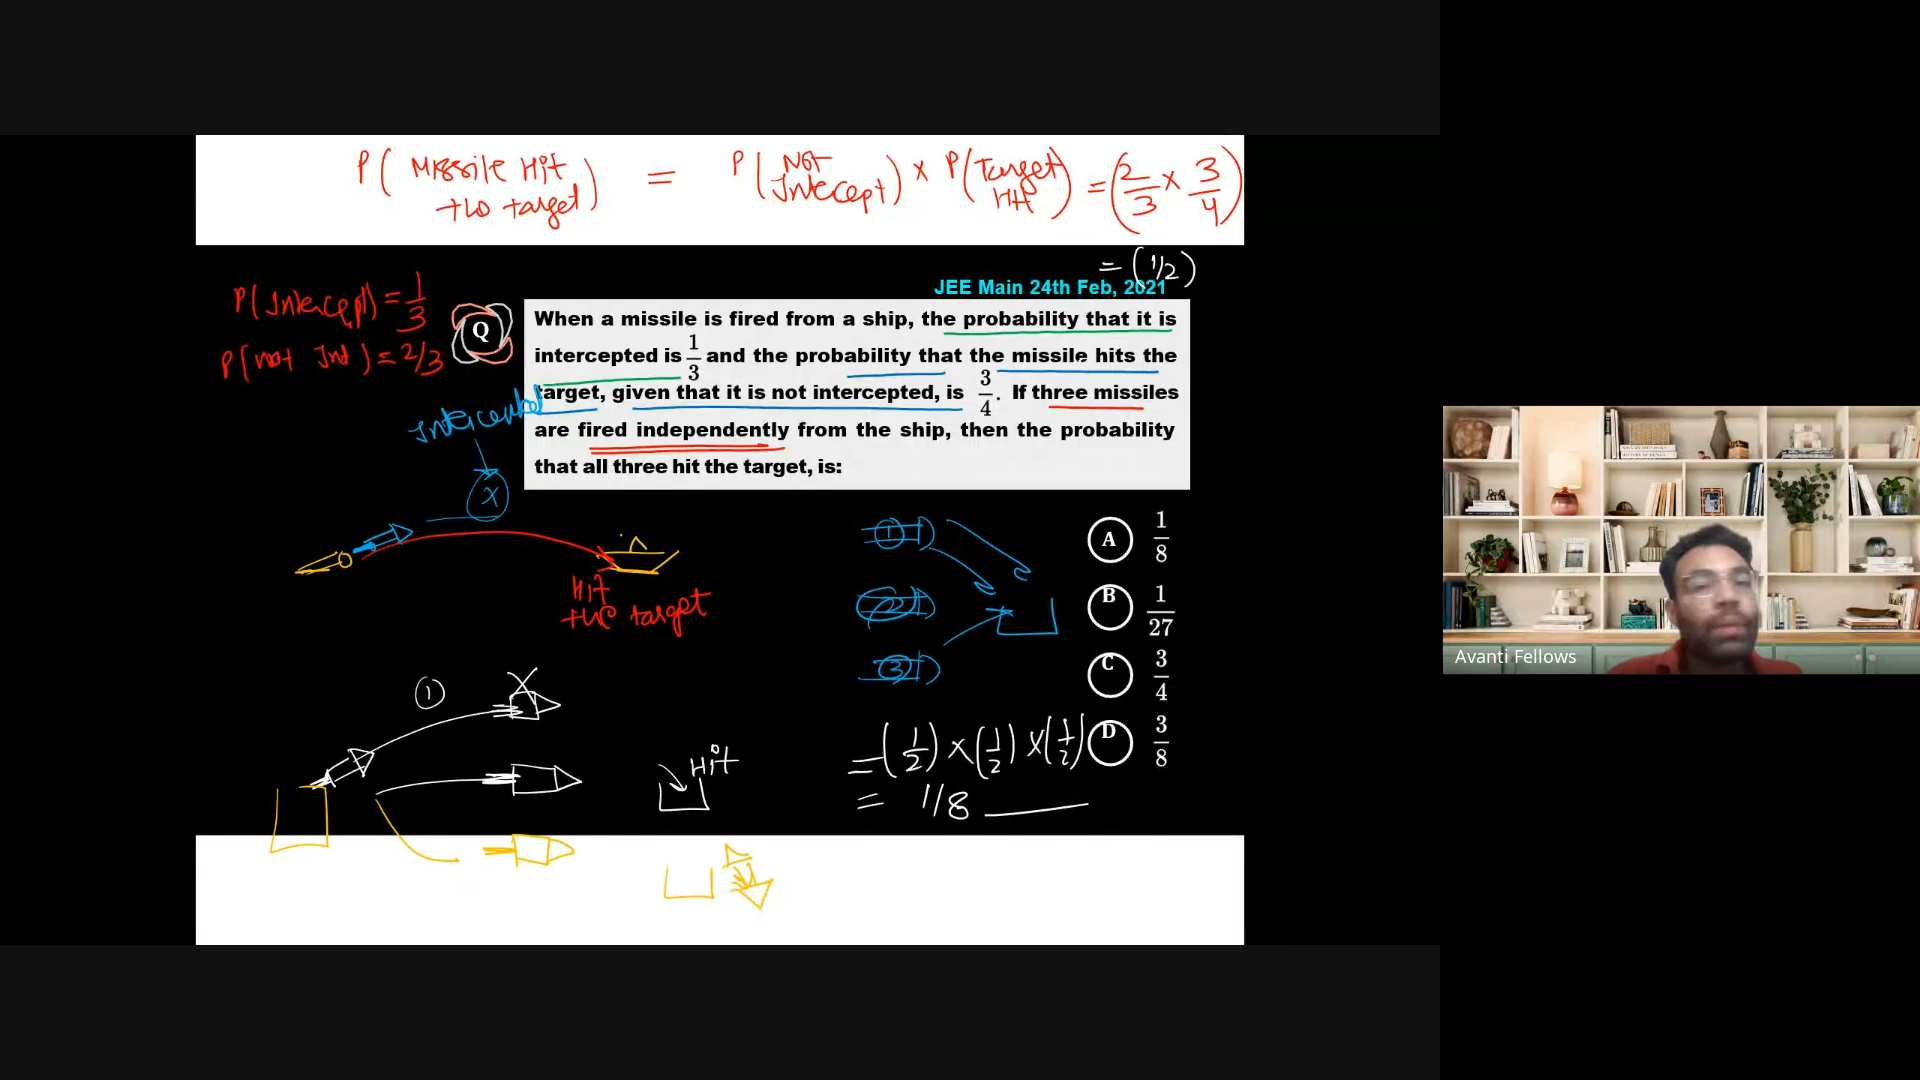 P( Missile Hit the target ) = P( Not Intercept ) × P( Target Hit ) = ( 2/3 × 3/4 )
= ( 1/2 )
JEE Main 24th Feb, 2021
P(Intercept) = 1/3
P(not Int) = 2/3
Q
When a missile is fired from a ship, the probability that it is
intercepted is 1/3 and the probability that the missile hits the
target, given that it is not intercepted, is 3/4. If three missiles
are fired independently from the ship, then the probability
that all three hit the target, is:
X
Hit
the target
1
2
3
A 1/8
B 1/27
C 3/4
D 3/8
1
X
Hit
= (1/2) × (1/2) × (1/2)
= 1/8
Avanti Fellows